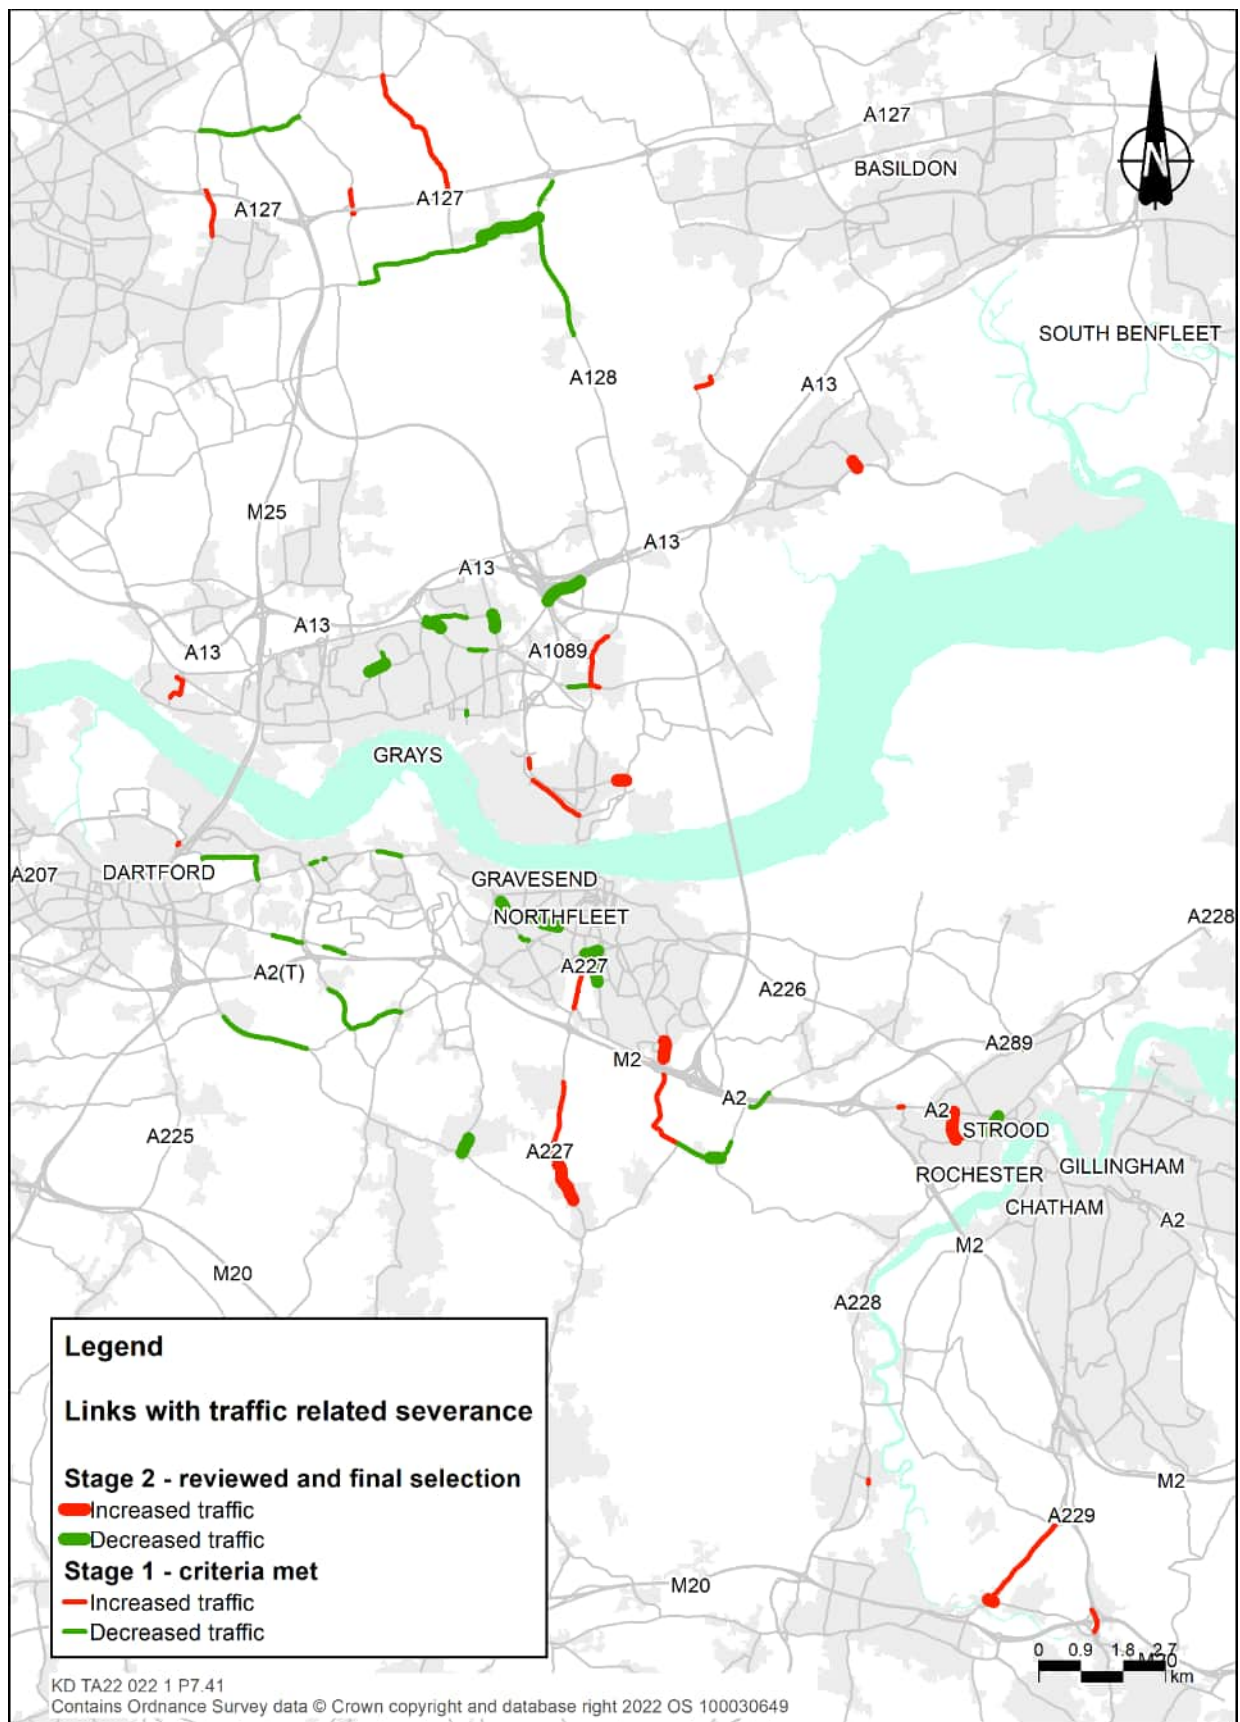 A127
BASILDON
N
A127
A127
SOUTH BENFLEET
A128
A13
M25
A13
A13
A13
A1089
A13
GRAYS
A207
DARTFORD
GRAVESEND
NORTHFLEET
A228
A227
A2(T)
A226
A289
M2
A2
A2
STROOD
A225
A227
ROCHESTER
GILLINGHAM
CHATHAM
A2
M2
M20
A228
Legend
Links with traffic related severance
Stage 2 - reviewed and final selection
Increased traffic
Decreased traffic
Stage 1 - criteria met
Increased traffic
Decreased traffic
M2
A229
M20
0 0.9 1.8 2.7
M20
km
KD TA22 022 1 P7.41
Contains Ordnance Survey data © Crown copyright and database right 2022 OS 100030649